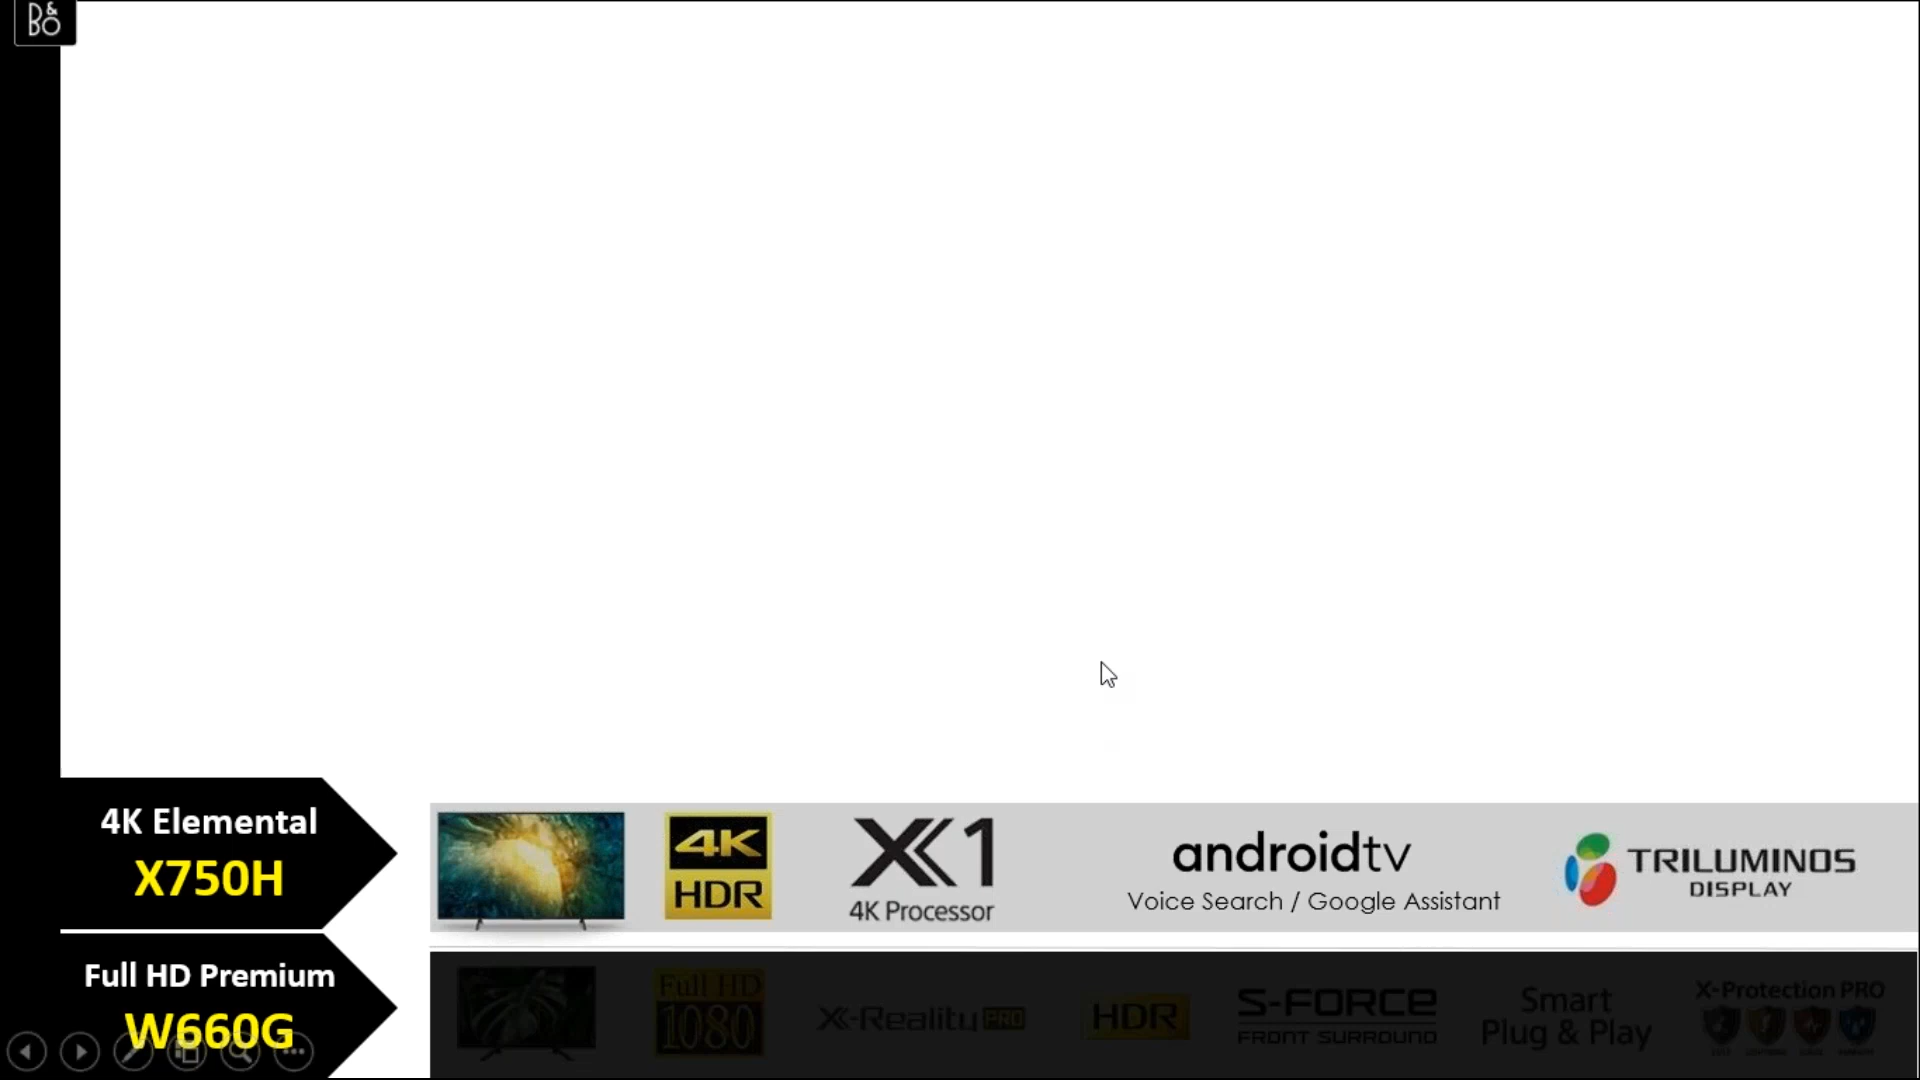 B&O
4K Elemental
X750H
4K
HDR
X1
4K Processor
androidtv
Voice Search / Google Assistant
TRILUMINOS
DISPLAY
Full HD Premium
W660G
Full HD
1080
X-Reality PRO
HDR
S-FORCE
FRONT SURROUND
Smart
Plug & Play
X-Protection PRO